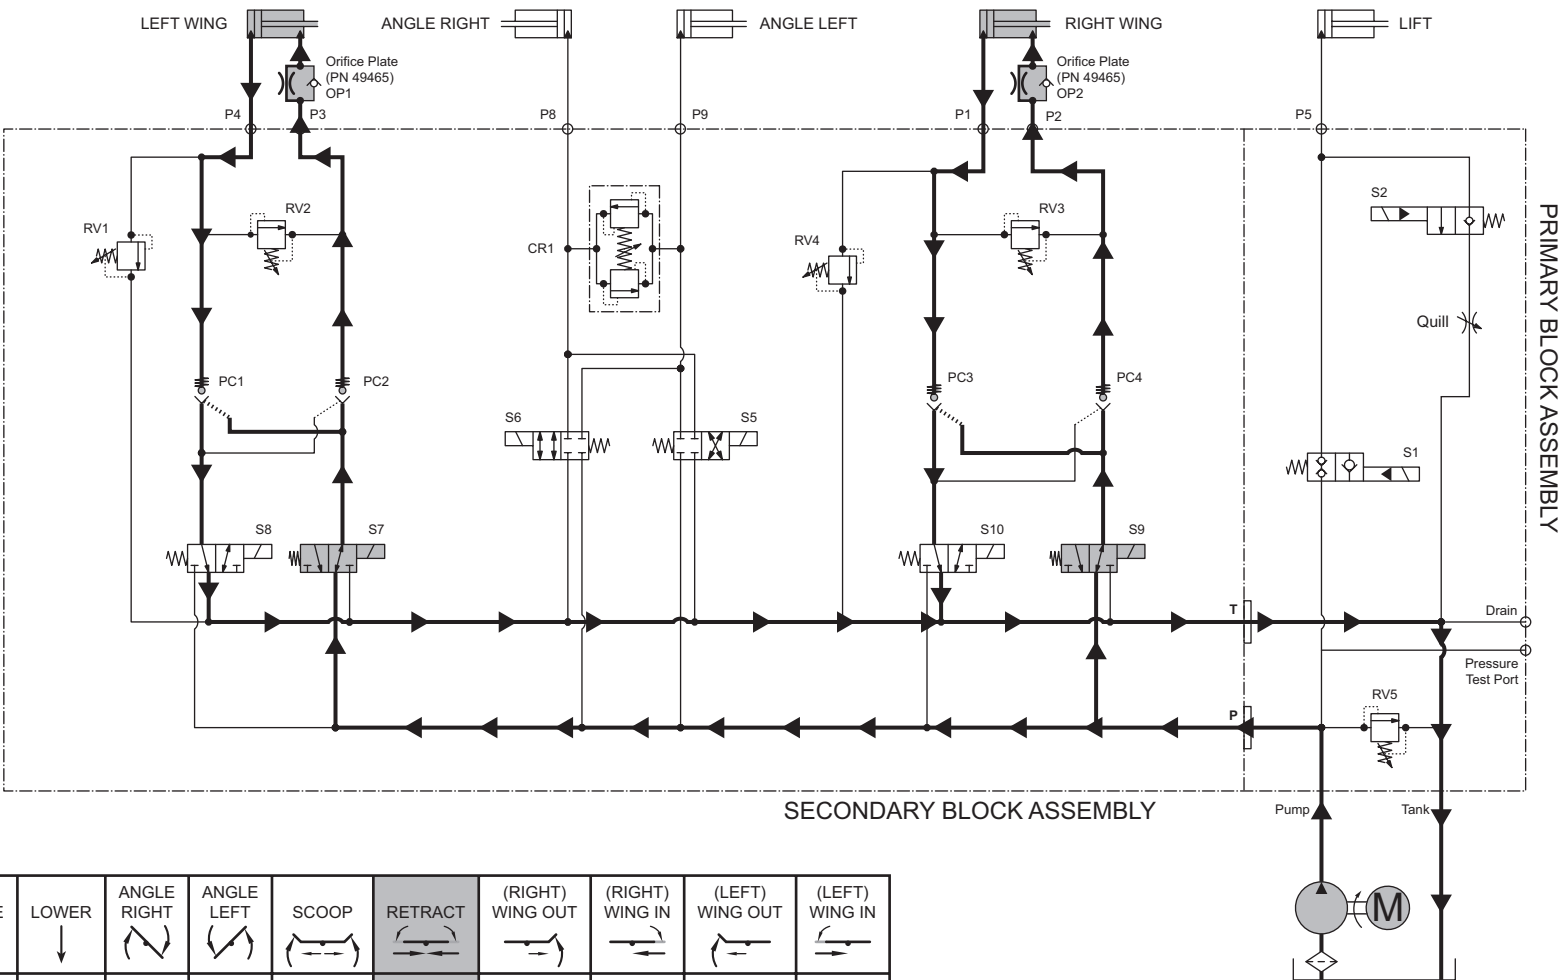 LEFT WING
ANGLE RIGHT
ANGLE LEFT
RIGHT WING
LIFT
Orifice Plate
(PN 49465)
OP1
Orifice Plate
(PN 49465)
OP2
P4
P3
P8
P9
P1
P2
P5
RV1
RV2
CR1
RV4
RV3
S2
Quill
PC1
PC2
PC3
PC4
S6
S5
S1
S8
S7
S10
S9
T
Drain
Pressure
Test Port
P
RV5
PRIMARY BLOCK ASSEMBLY
SECONDARY BLOCK ASSEMBLY
Pump
Tank
M
E
LOWER
ANGLE
RIGHT
ANGLE
LEFT
SCOOP
RETRACT
(RIGHT)
WING OUT
(RIGHT)
WING IN
(LEFT)
WING OUT
(LEFT)
WING IN